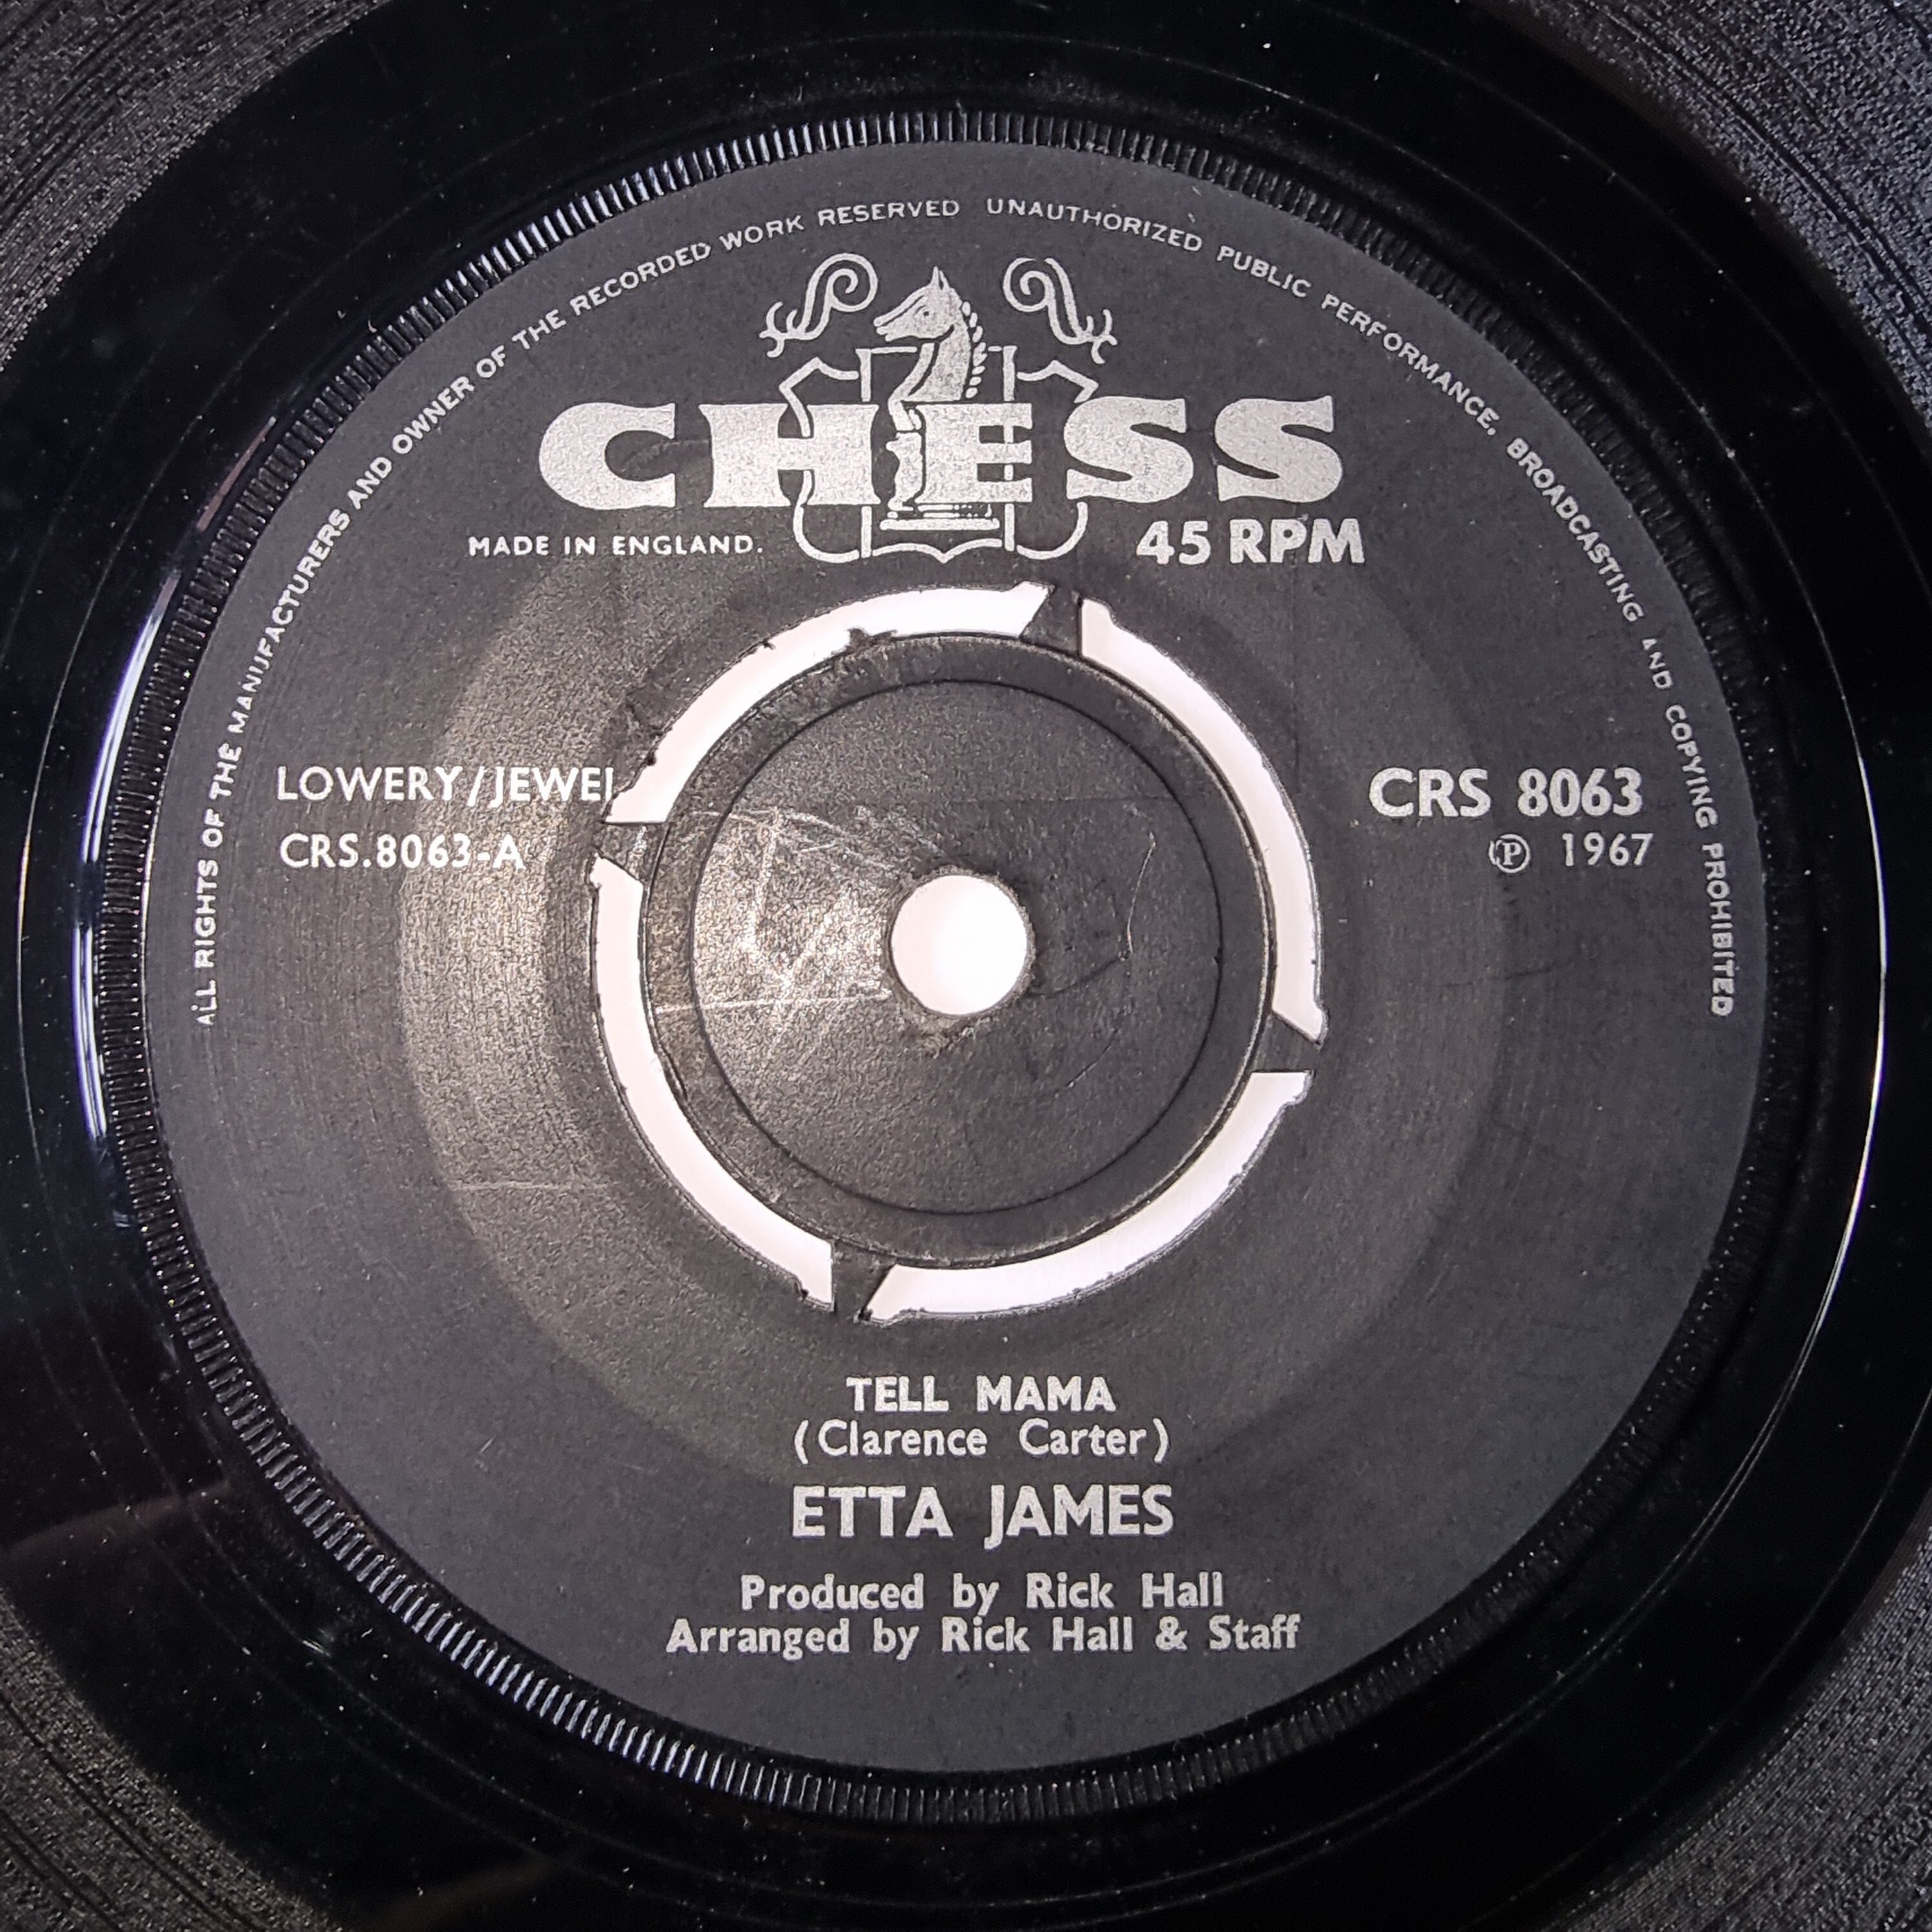 ALL RIGHTS OF THE MANUFACTURERS AND OWNER OF THE RECORDED WORK RESERVED UNAUTHORIZED PUBLIC PERFORMANCE, BROADCASTING AND COPYING PROHIBITED
CHESS
MADE IN ENGLAND.
45 RPM
LOWERY/JEWEL
CRS.8063-A
CRS 8063
℗ 1967
TELL MAMA
(Clarence Carter)
ETTA JAMES
Produced by Rick Hall
Arranged by Rick Hall & Staff